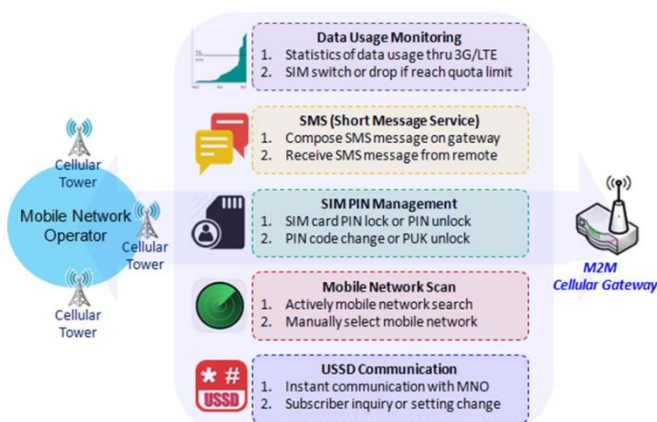 Data Usage Monitoring
1. Statistics of data usage thru 3G/LTE
2. SIM switch or drop if reach quota limit
SMS (Short Message Service)
1. Compose SMS message on gateway
2. Receive SMS message from remote
Cellular
Tower
Mobile Network
Operator
Cellular
Tower
Cellular
Tower
SIM PIN Management
1. SIM card PIN lock or PIN unlock
2. PIN code change or PUK unlock
M2M
Cellular Gateway
Mobile Network Scan
1. Actively mobile network search
2. Manually select mobile network
* #
USSD
USSD Communication
1. Instant communication with MNO
2. Subscriber inquiry or setting change